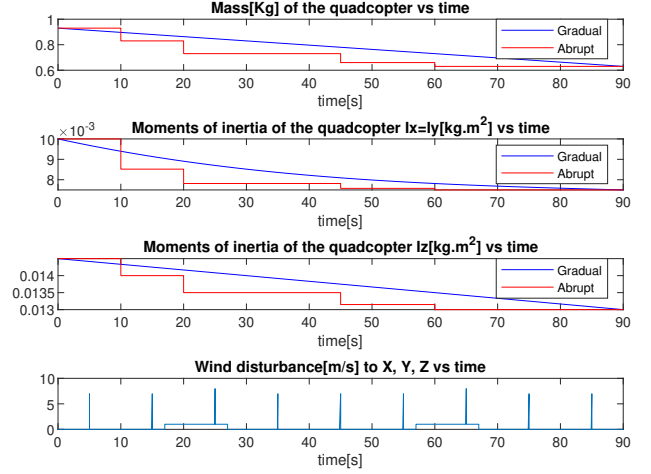 Mass[Kg] of the quadcopter vs time
1
0.8
0.6
Gradual
Abrupt
0 10 20 30 40 50 60 70 80 90
time[s]
×10⁻³
Moments of inertia of the quadcopter Ix=Iy[kg.m²] vs time
10
9
8
Gradual
Abrupt
0 10 20 30 40 50 60 70 80 90
time[s]
Moments of inertia of the quadcopter Iz[kg.m²] vs time
0.014
0.0135
0.013
Gradual
Abrupt
0 10 20 30 40 50 60 70 80 90
time[s]
Wind disturbance[m/s] to X, Y, Z vs time
10
5
0
0 10 20 30 40 50 60 70 80 90
time[s]